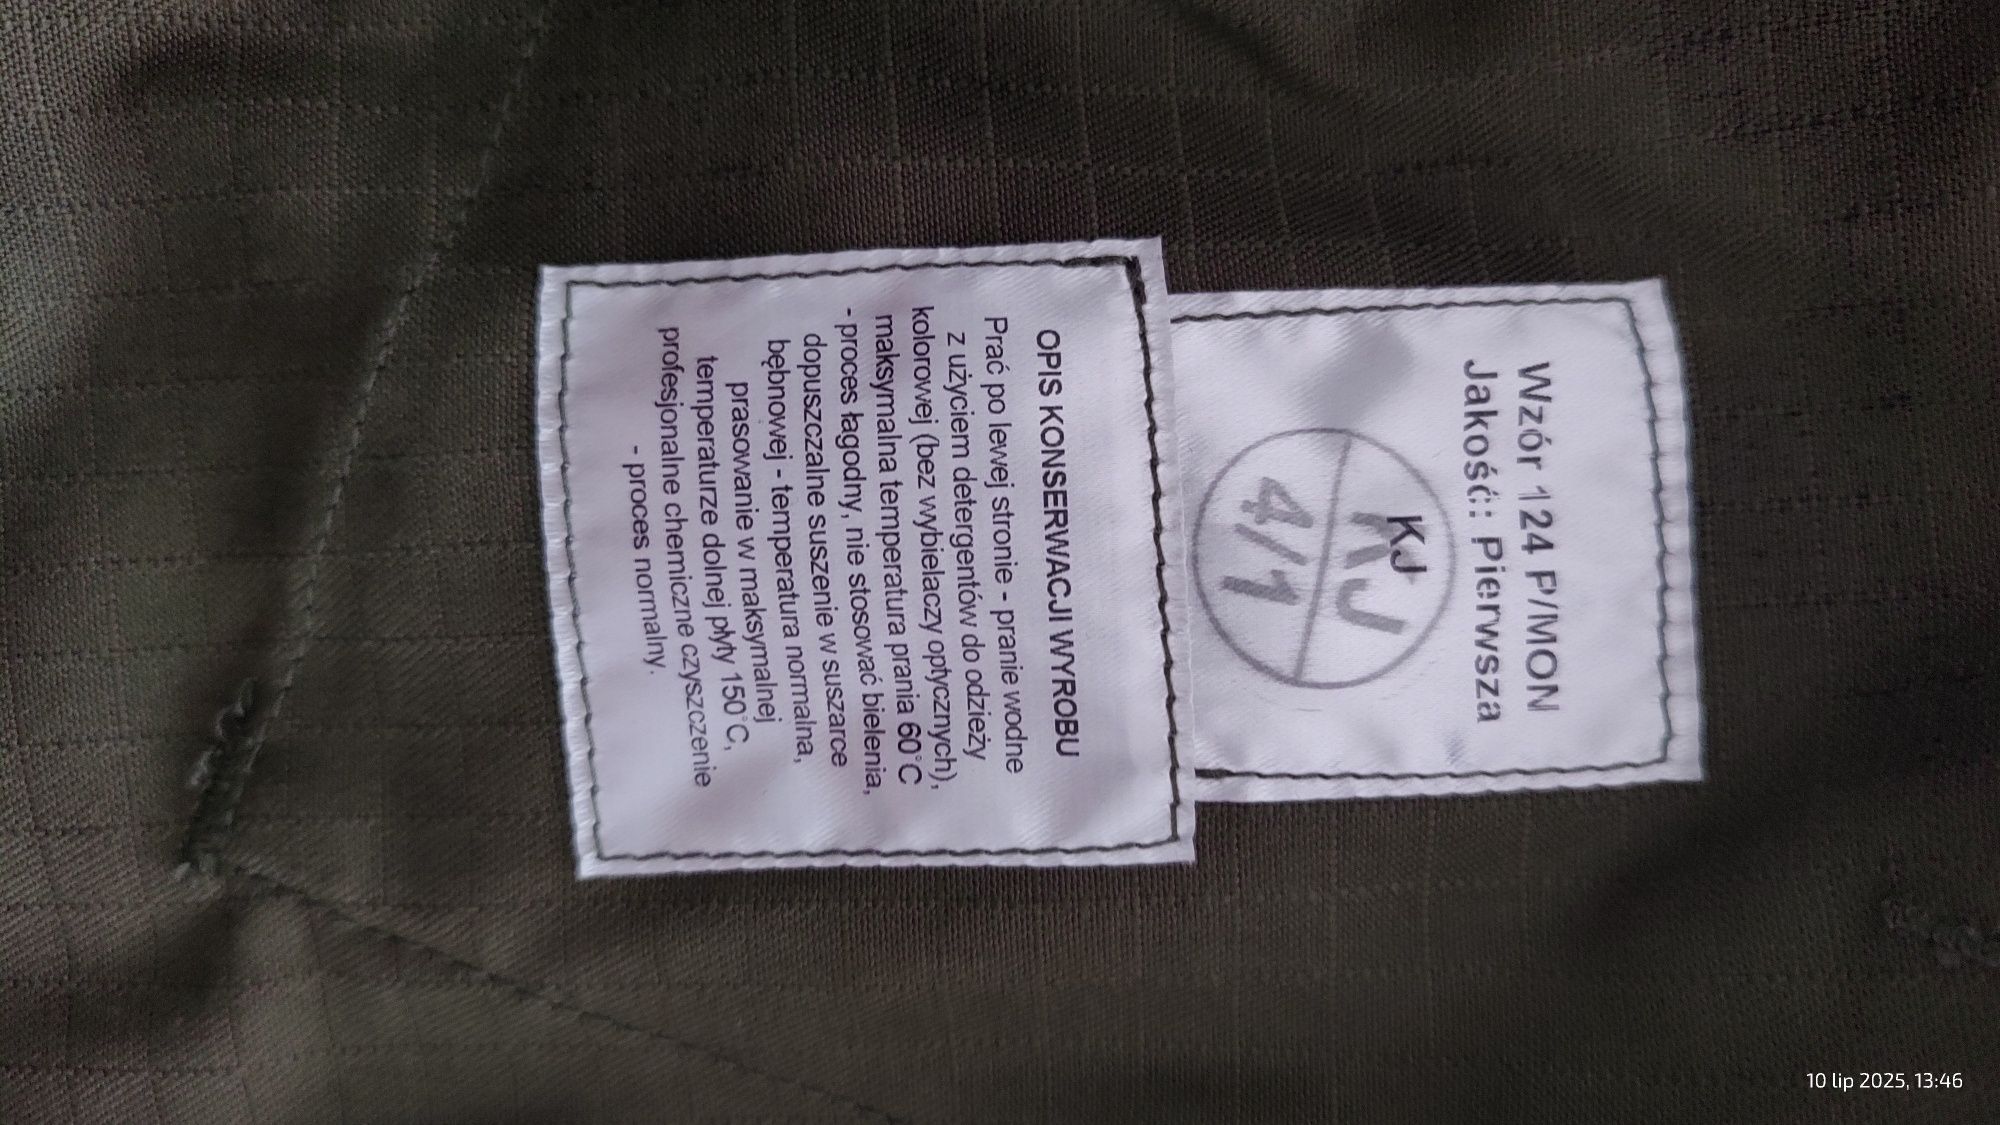 Wzór 124 P/MON
Jakość: Pierwsza
KJ
KJ
4/1
OPIS KONSERWACJI WYROBU
Prać po lewej stronie - pranie wodne
z użyciem detergentów do odzieży
kolorowej (bez wybielaczy optycznych),
maksymalna temperatura prania 60°C
- proces łagodny, nie stosować bielenia,
dopuszczalne suszenie w suszarce
bębnowej - temperatura normalna,
prasowanie w maksymalnej
temperaturze dolnej płyty 150°C,
profesjonalne chemiczne czyszczenie
- proces normalny.
10 lip 2025, 13:46